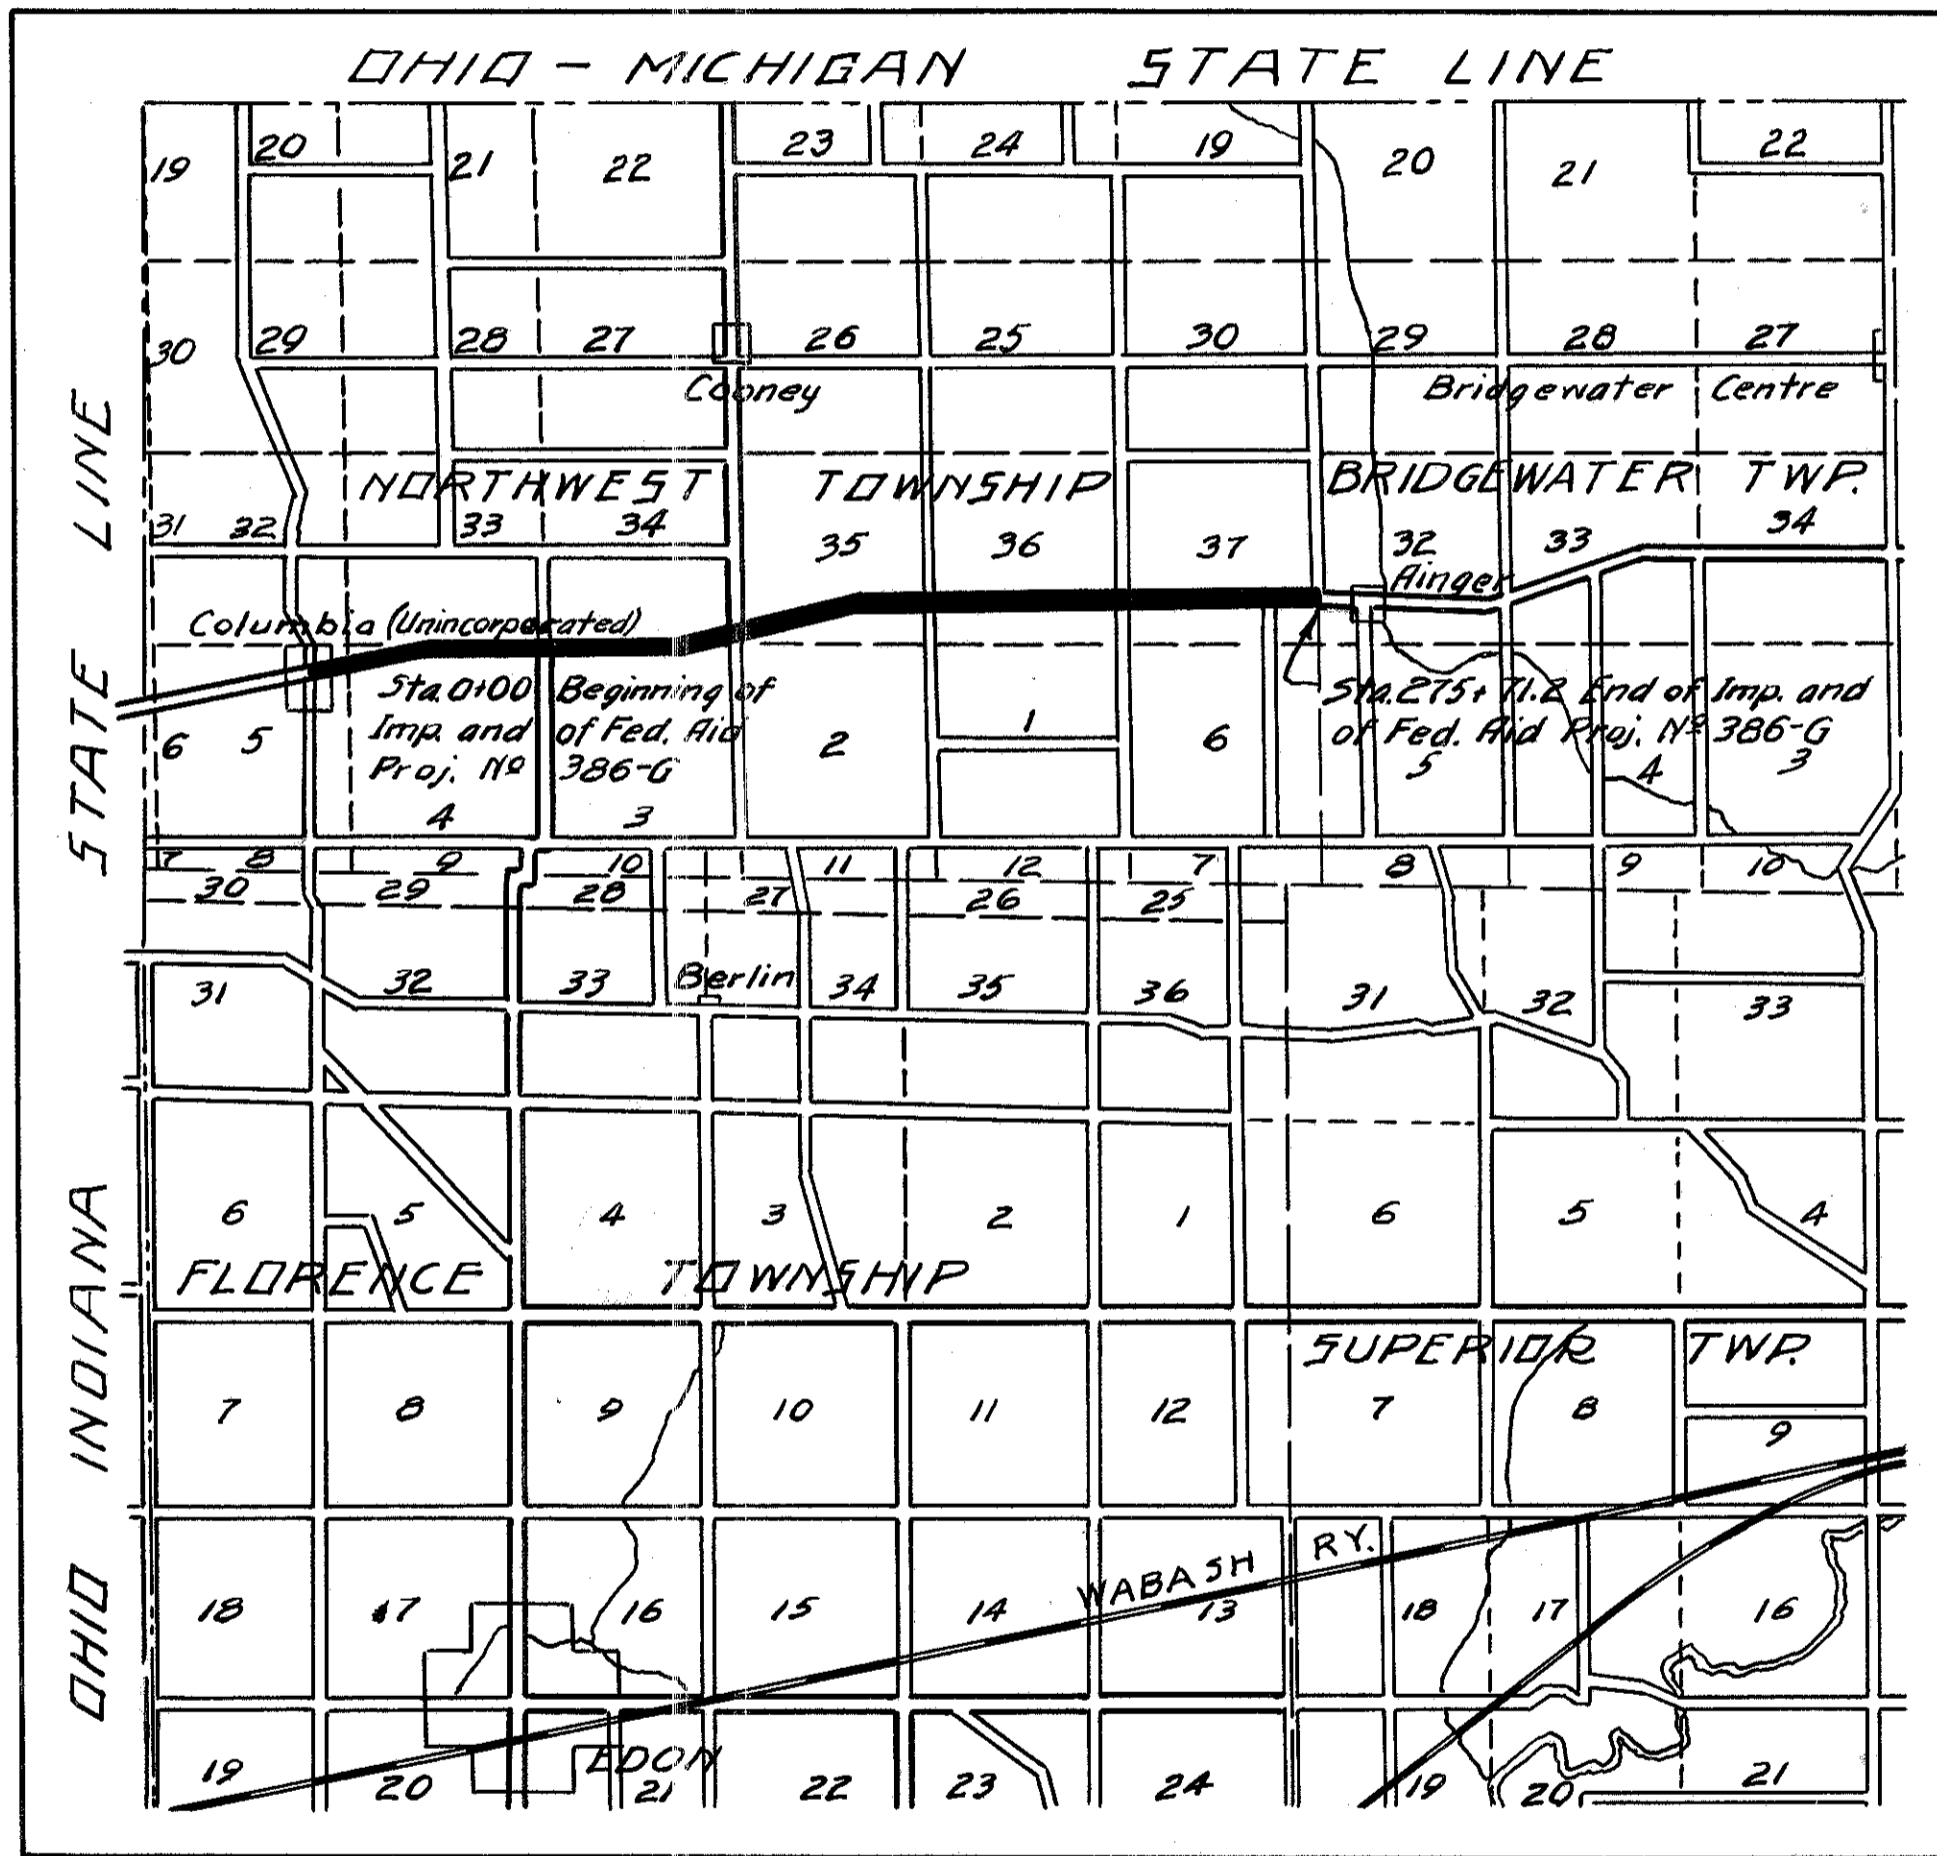 OHIO - MICHIGAN STATE LINE
19 20 21 22 23 24 19 20 21 22
30 29 28 27 26 25 30 29 28 27
Cooney
Bridgewater Centre
NORTHWEST TOWNSHIP
BRIDGEWATER TWP.
31 32 33 34 35 36 37 32 33 34
Ainger
Columbia (Unincorporated)
Sta. 0+00 Beginning of
Imp. and of Fed. Aid
Proj. Nº 386-G
Sta. 275+71.2 End of Imp. and
of Fed. Aid Proj. Nº 386-G
6 5 4 3 2 1 6 5 4 3
7 8 9 10 11 12 7 8 9 10
30 29 28 27 26 25
Berlin
31 32 33 34 35 36 31 32 33
6 5 4 3 2 1 6 5 4
FLORENCE TOWNSHIP
SUPERIOR TWP.
7 8 9 10 11 12 7 8 9
WABASH RY.
18 17 16 15 14 13 18 17 16
EDON
19 20 21 22 23 24 19 20 21
OHIO INDIANA STATE LINE